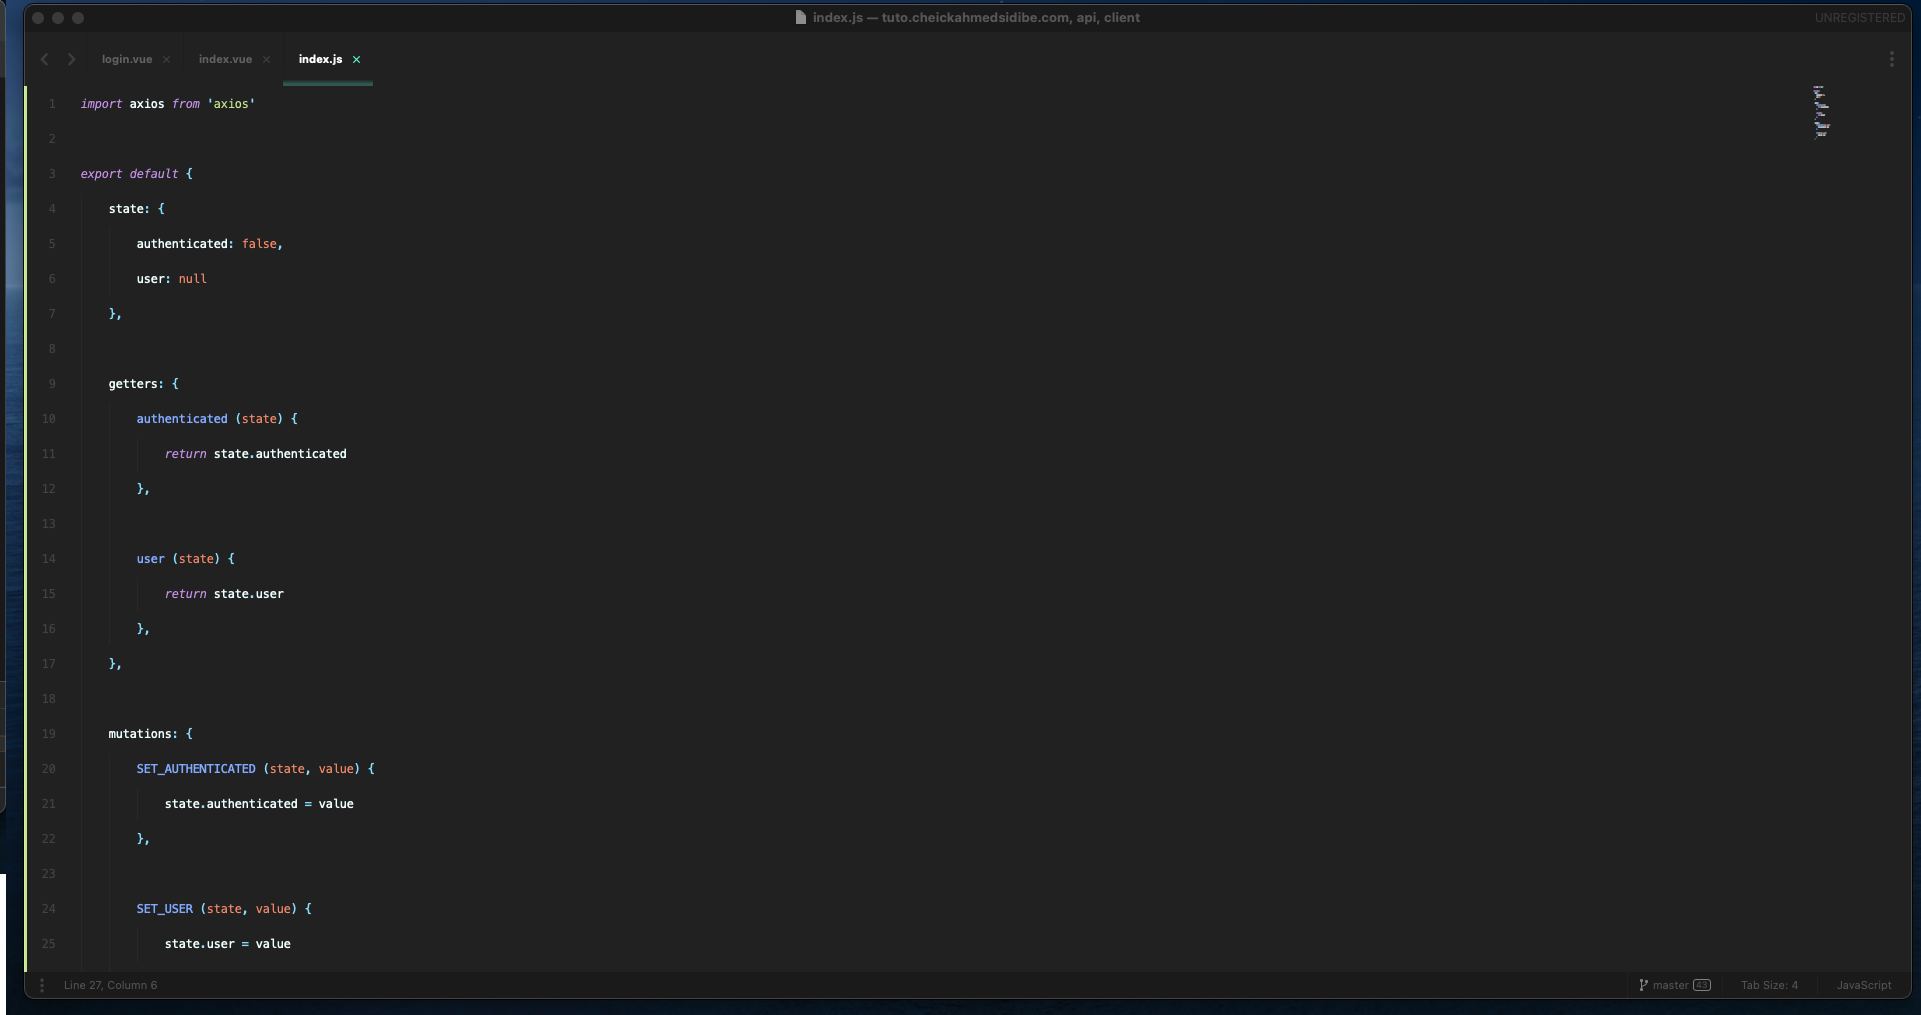 index.js — tuto.cheickahmedsidibe.com, api, client
UNREGISTERED
login.vue × index.vue × index.js ×
1 import axios from 'axios'
2
3 export default {
4 state: {
5 authenticated: false,
6 user: null
7 },
8
9 getters: {
10 authenticated (state) {
11 return state.authenticated
12 },
13
14 user (state) {
15 return state.user
16 },
17 },
18
19 mutations: {
20 SET_AUTHENTICATED (state, value) {
21 state.authenticated = value
22 },
23
24 SET_USER (state, value) {
25 state.user = value
Line 27, Column 6
master 43
Tab Size: 4
JavaScript